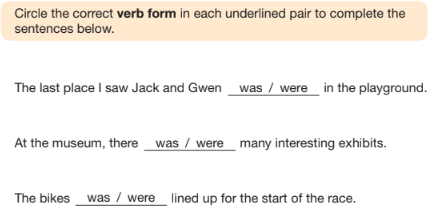 Circle the correct verb form in each underlined pair to complete the
sentences below.
The last place I saw Jack and Gwen was / were in the playground.
At the museum, there was / were many interesting exhibits.
The bikes was / were lined up for the start of the race.